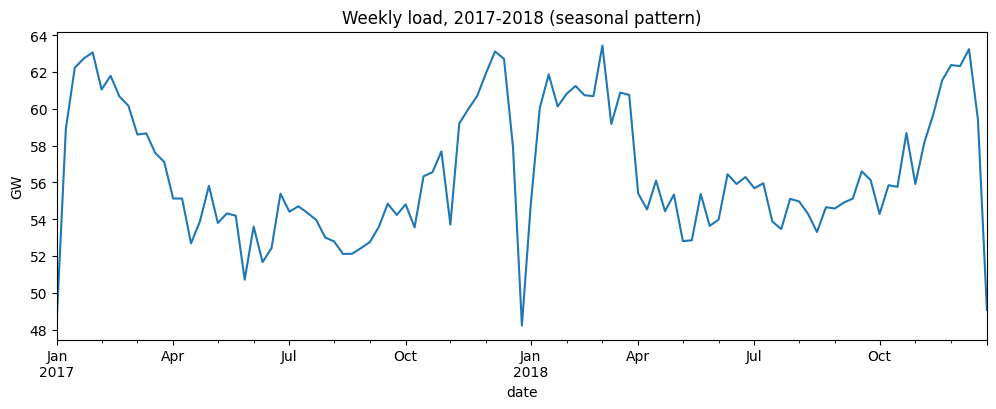 Weekly load, 2017-2018 (seasonal pattern)
GW
64
62
60
58
56
54
52
50
48
Jan Apr Jul Oct Jan Apr Jul Oct
2017 2018
date